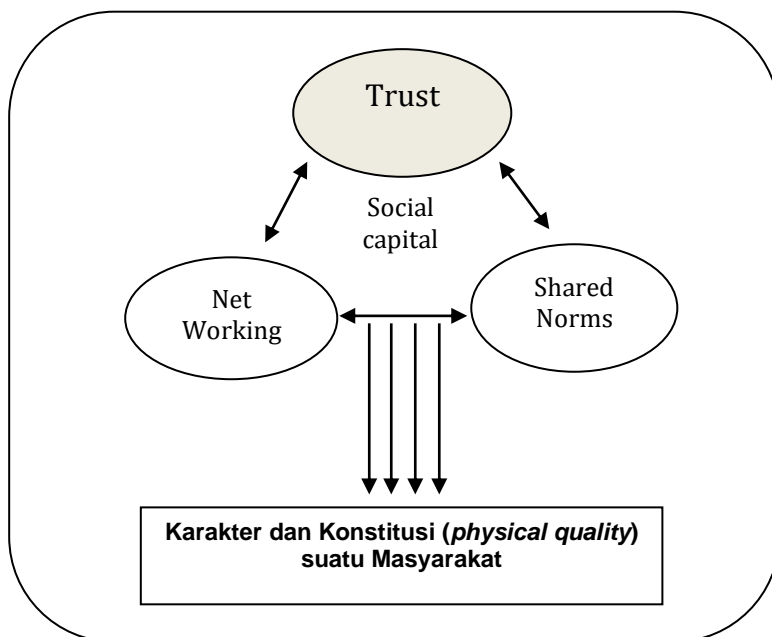 Trust
Social
capital
Net
Working
Shared
Norms
Karakter dan Konstitusi (physical quality)
suatu Masyarakat